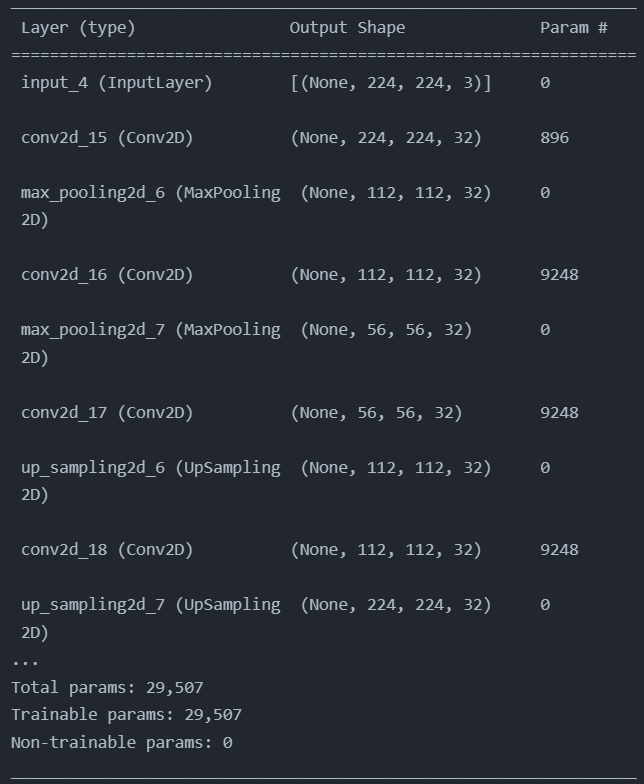 Layer (type) Output Shape Param #
=================================================================
input_4 (InputLayer) [(None, 224, 224, 3)] 0
conv2d_15 (Conv2D) (None, 224, 224, 32) 896
max_pooling2d_6 (MaxPooling (None, 112, 112, 32) 0
2D)
conv2d_16 (Conv2D) (None, 112, 112, 32) 9248
max_pooling2d_7 (MaxPooling (None, 56, 56, 32) 0
2D)
conv2d_17 (Conv2D) (None, 56, 56, 32) 9248
up_sampling2d_6 (UpSampling (None, 112, 112, 32) 0
2D)
conv2d_18 (Conv2D) (None, 112, 112, 32) 9248
up_sampling2d_7 (UpSampling (None, 224, 224, 32) 0
2D)
...
Total params: 29,507
Trainable params: 29,507
Non-trainable params: 0